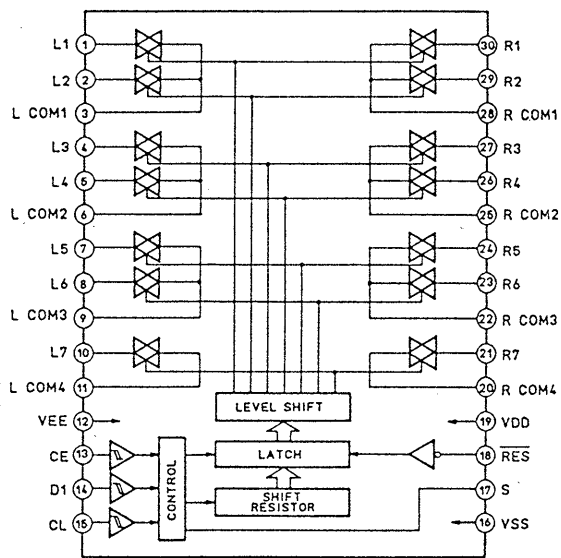 L1 1 30 R1
L2 2 29 R2
L COM1 3 28 R COM1
L3 4 27 R3
L4 5 26 R4
L COM2 6 25 R COM2
L5 7 24 R5
L6 8 23 R6
L COM3 9 22 R COM3
L7 10 21 R7
L COM4 11 20 R COM4
LEVEL SHIFT
VEE 12 19 VDD
CE 13 LATCH 18 RES
D1 14 CONTROL SHIFT RESISTOR 17 S
CL 15 16 VSS